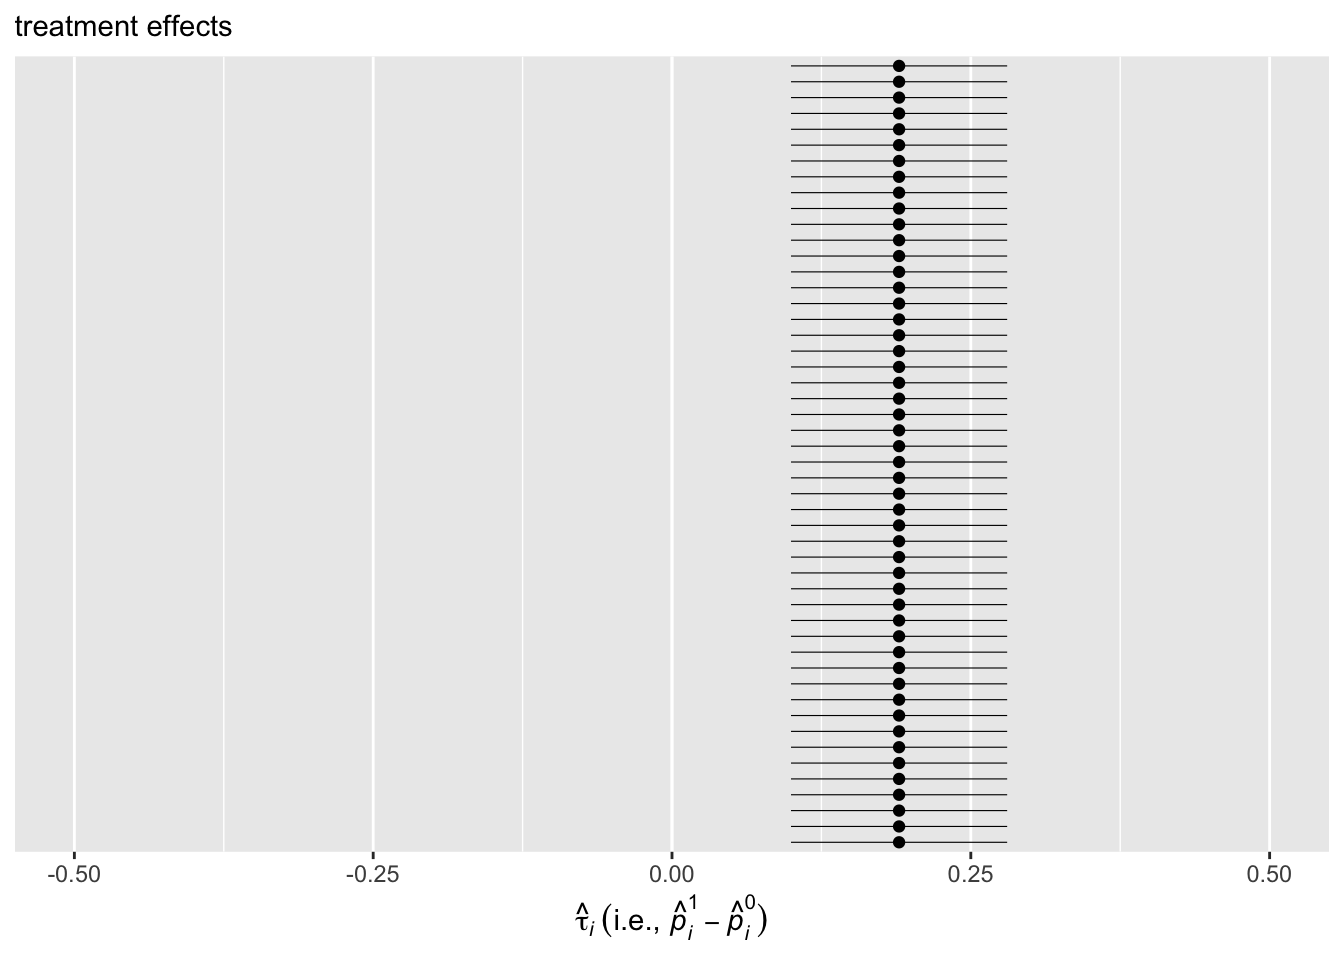 treatment effects
-0.50 -0.25 0.00 0.25 0.50
τ̂ᵢ (i.e., p̂ᵢ¹ – p̂ᵢ⁰)